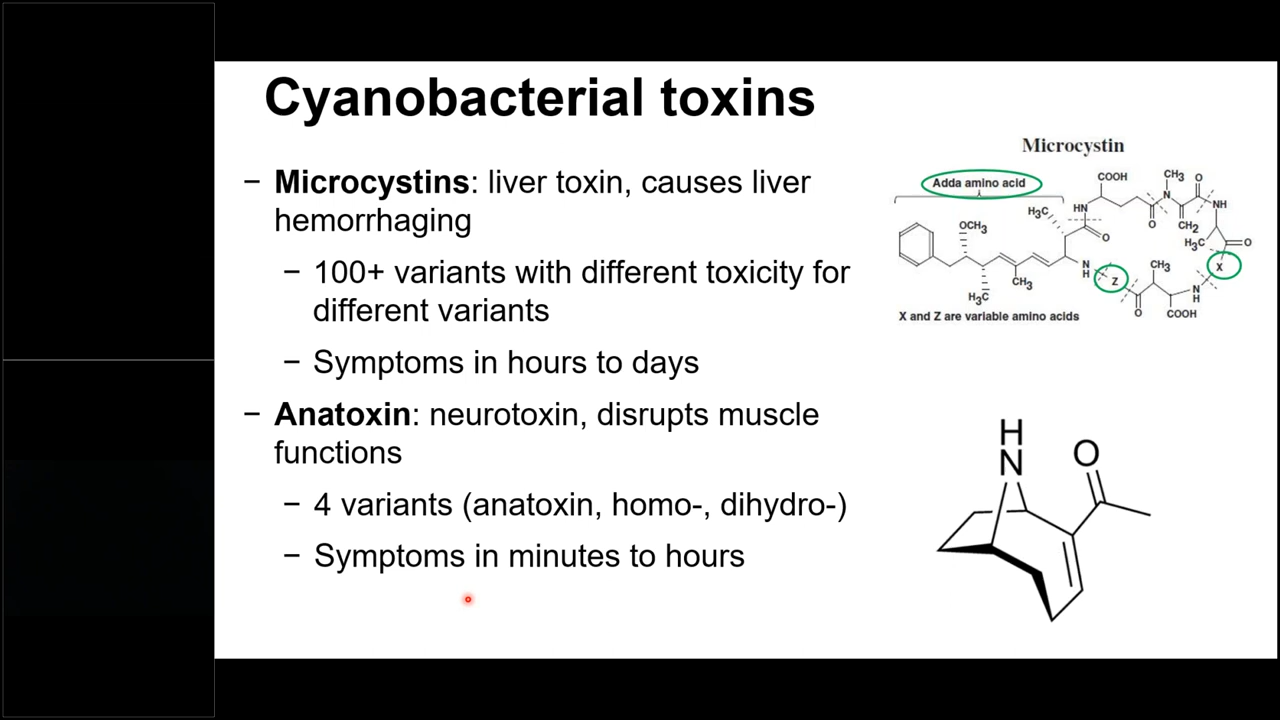 Cyanobacterial toxins
− Microcystins: liver toxin, causes liver
hemorrhaging
− 100+ variants with different toxicity for
different variants
− Symptoms in hours to days
− Anatoxin: neurotoxin, disrupts muscle
functions
− 4 variants (anatoxin, homo-, dihydro-)
− Symptoms in minutes to hours
Microcystin
Adda amino acid
COOH
CH3
O
HN
N
NH
H3C
OCH3
O
O
CH2
H3C
O
N
H
Z
CH3
X
CH3
H3C
N
H
O
COOH
X and Z are variable amino acids
H
N
O